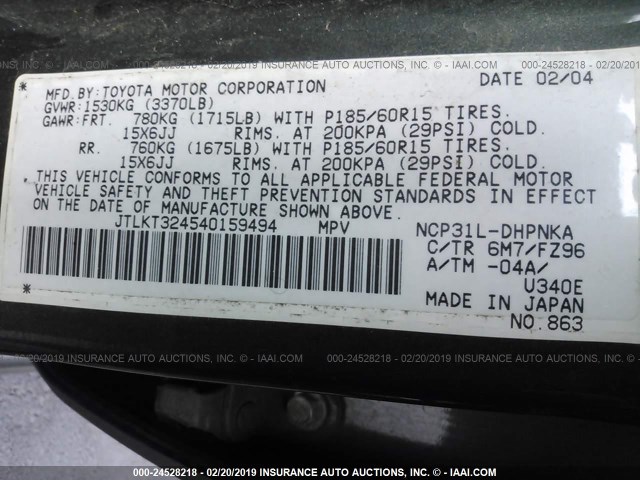 000-24528218 - 02/20/2019 INSURANCE AUTO AUCTIONS, INC. - IAAI.COM
000-24528218 - 02/20/2019
MFD.BY:TOYOTA MOTOR CORPORATION DATE 02/04
GVWR:1530KG (3370LB)
GAWR:FRT. 780KG (1715LB) WITH P185/60R15 TIRES.
15X6JJ RIMS. AT 200KPA (29PSI) COLD.
RR. 760KG (1675LB) WITH P185/60R15 TIRES.
15X6JJ RIMS. AT 200KPA (29PSI) COLD.
THIS VEHICLE CONFORMS TO ALL APPLICABLE FEDERAL MOTOR
VEHICLE SAFETY AND THEFT PREVENTION STANDARDS IN EFFECT
ON THE DATE OF MANUFACTURE SHOWN ABOVE.
JTLKT324540159494 MPV NCP31L-DHPNKA
C/TR 6M7/FZ96
A/TM -04A/
U340E
MADE IN JAPAN
NO.863
000-24528218 - 02/20/2019 INSURANCE AUTO AUCTIONS, INC. - IAAI.COM
000-24528218 - 02/20/2019 INSURANCE AUTO AUCTIONS, INC. - IAAI.COM